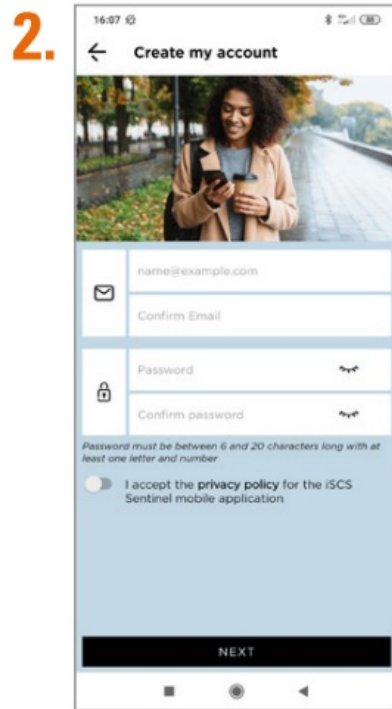 2.
16:07
Create my account
name@example.com
Confirm Email
Password
Confirm password
Password must be between 6 and 20 characters long with at
least one letter and number
I accept the privacy policy for the iSCS
Sentinel mobile application
NEXT